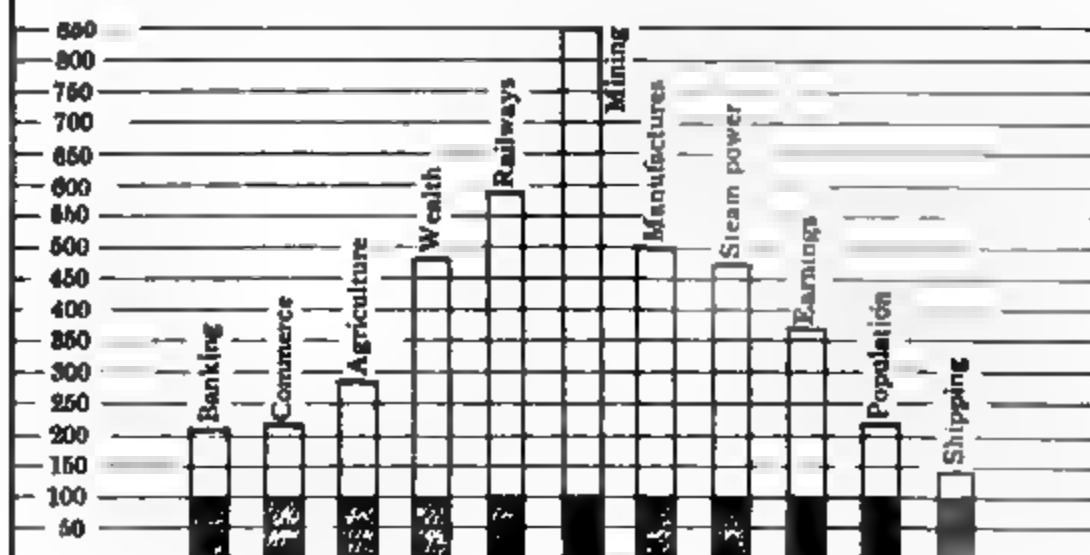 850
800
750
700
650
600
550
500
450
400
350
300
250
200
150
100
50
Banking
Commerce
Agriculture
Wealth
Railways
Mining
Manufactures
Steam power
Earnings
Population
Shipping